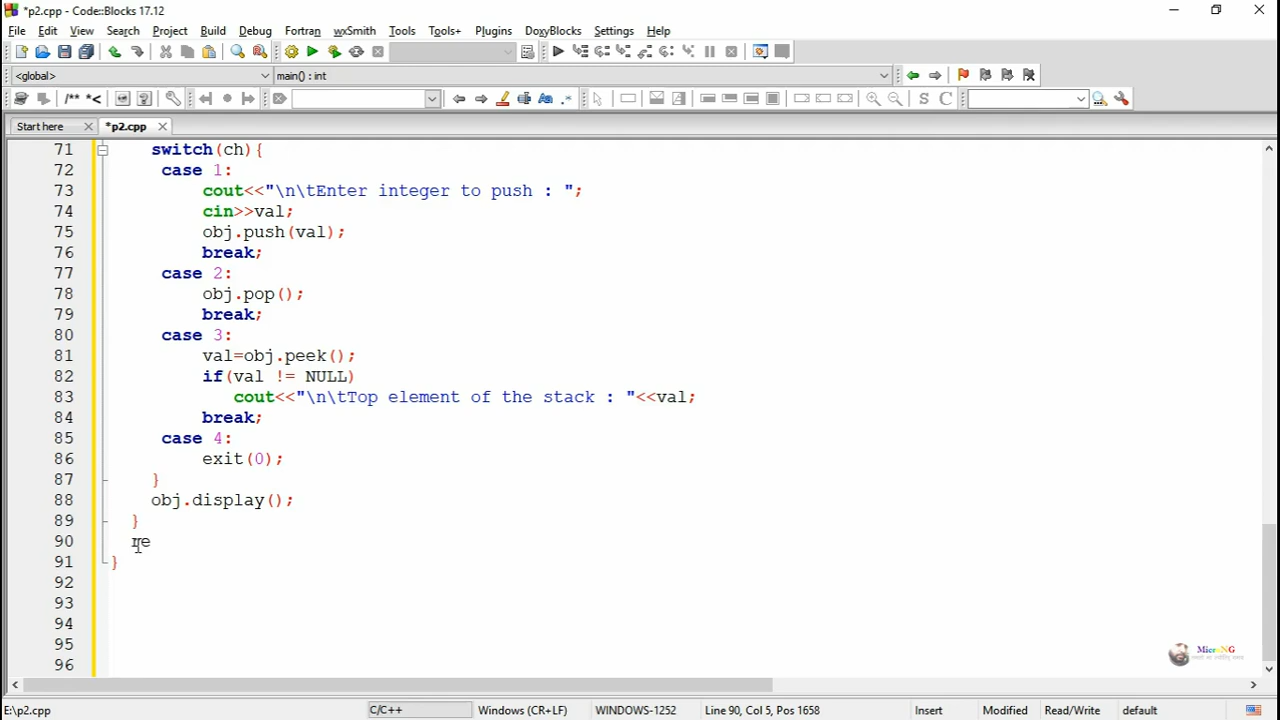 *p2.cpp - Code::Blocks 17.12
File Edit View Search Project Build Debug Fortran wxSmith Tools Tools+ Plugins DoxyBlocks Settings Help
<global> main() : int
/** *<
S C
Start here *p2.cpp
71 switch(ch){
72 case 1:
73 cout<<"\n\tEnter integer to push : ";
74 cin>>val;
75 obj.push(val);
76 break;
77 case 2:
78 obj.pop();
79 break;
80 case 3:
81 val=obj.peek();
82 if(val != NULL)
83 cout<<"\n\tTop element of the stack : "<<val;
84 break;
85 case 4:
86 exit(0);
87 }
88 obj.display();
89 }
90 re
91 }
92
93
94
95
96
MicroNG
E:\p2.cpp C/C++ Windows (CR+LF) WINDOWS-1252 Line 90, Col 5, Pos 1658 Insert Modified Read/Write default